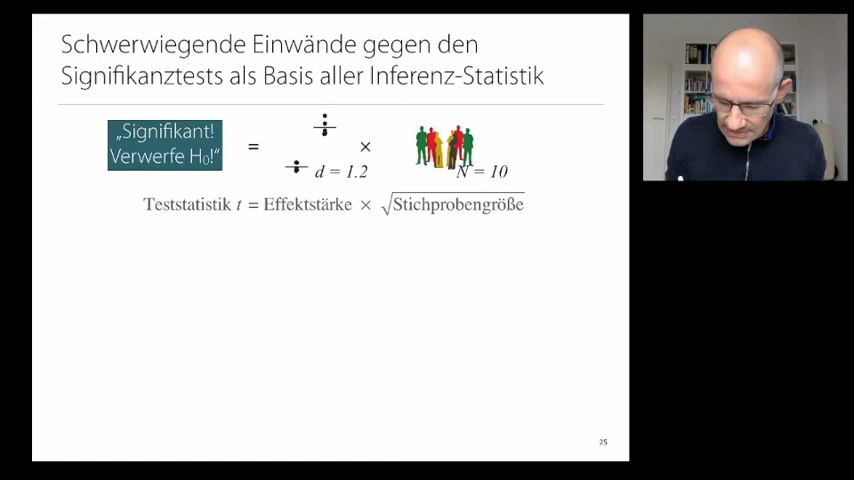 Schwerwiegende Einwände gegen den
Signifikanztests als Basis aller Inferenz-Statistik
„Signifikant!
Verwerfe H₀!“
= ×
d = 1.2
N = 10
Teststatistik t = Effektstärke × √Stichprobengröße
25